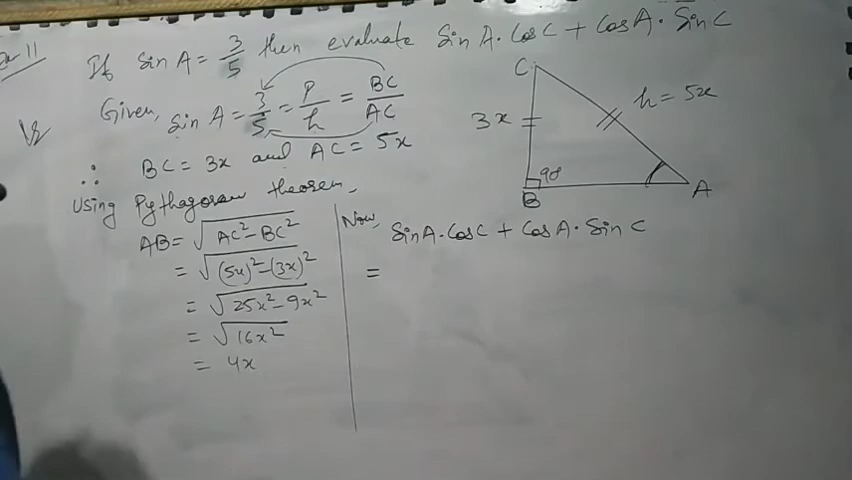 If Sin A = 3/5 then evaluate Sin A · Cos C + Cos A · Sin C
Given, Sin A = 3/5 = P/h = BC/AC
∴ BC = 3x and AC = 5x
Using Pythagoras theorem,
AB = √(AC² - BC²)
= √((5x)² - (3x)²)
= √(25x² - 9x²)
= √(16x²)
= 4x
Now, Sin A · Cos C + Cos A · Sin C
=
C
3x
h = 5x
90°
B
A